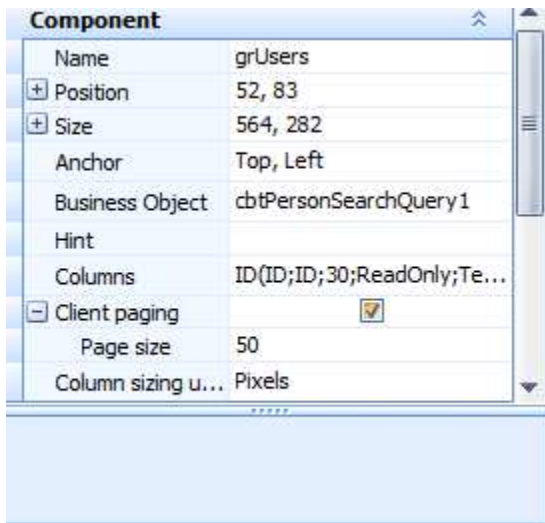 Component
Name grUsers
Position 52, 83
Size 564, 282
Anchor Top, Left
Business Object cbtPersonSearchQuery1
Hint
Columns ID(ID;ID;30;ReadOnly;Te...
Client paging
Page size 50
Column sizing u... Pixels